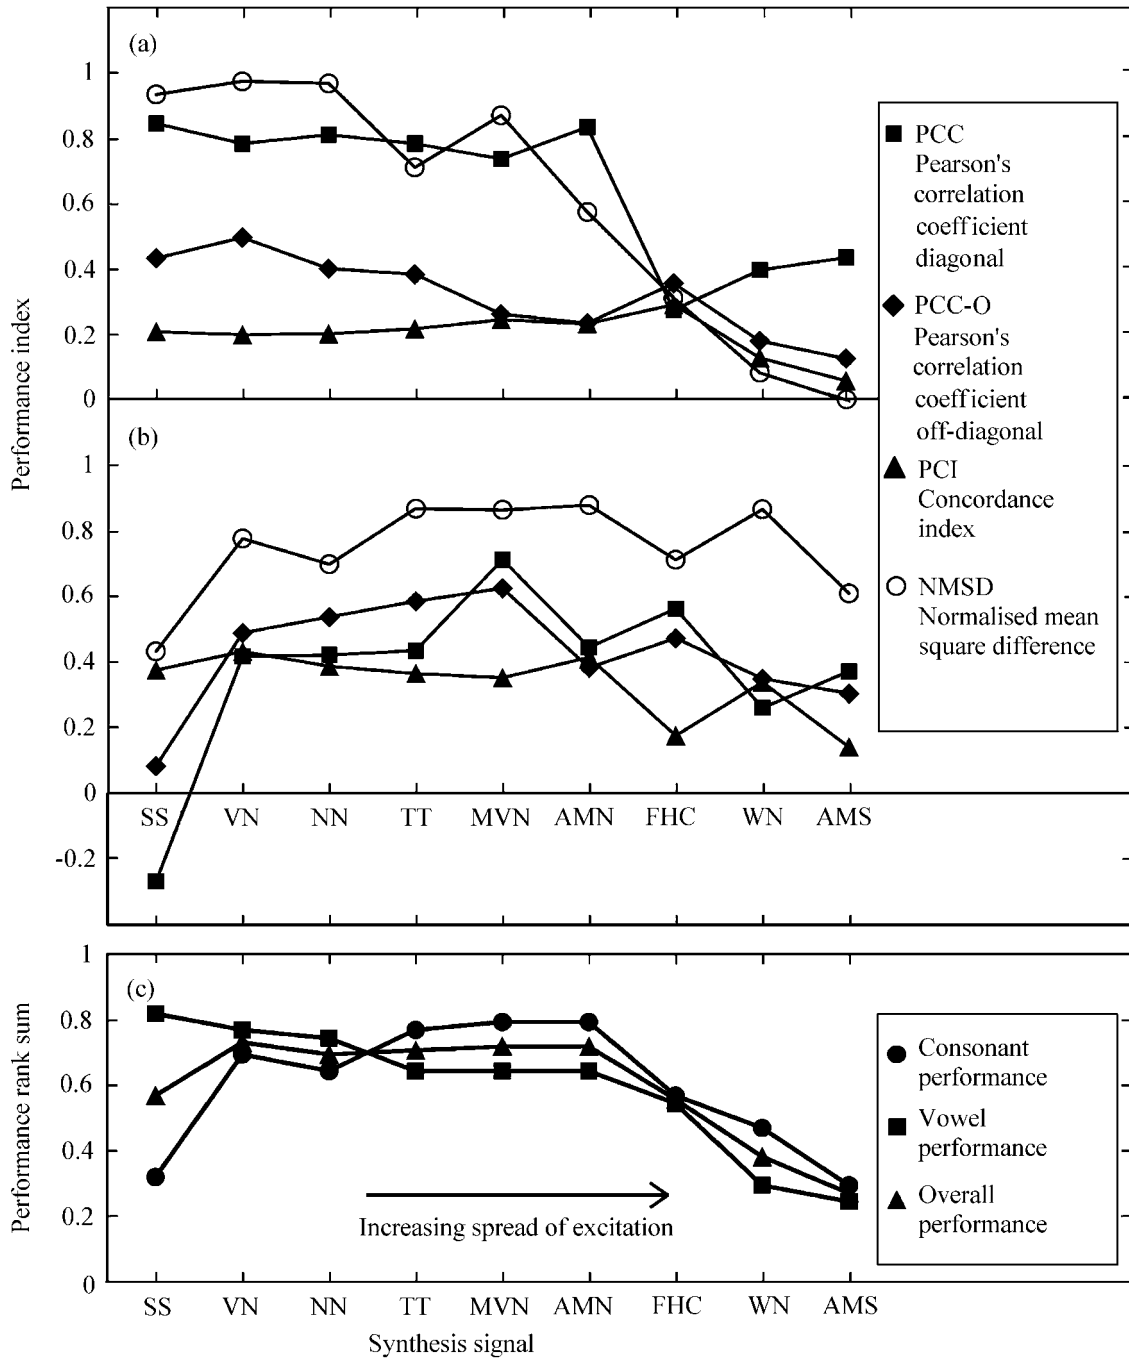 (a)
1
0.8
0.6
0.4
0.2
0
Performance index
(b)
1
0.8
0.6
0.4
0.2
0
-0.2
SS VN NN TT MVN AMN FHC WN AMS
PCC
Pearson's
correlation
coefficient
diagonal
PCC-O
Pearson's
correlation
coefficient
off-diagonal
PCI
Concordance
index
NMSD
Normalised mean
square difference
(c)
1
0.8
0.6
0.4
0.2
0
Performance rank sum
Increasing spread of excitation
Consonant
performance
Vowel
performance
Overall
performance
SS VN NN TT MVN AMN FHC WN AMS
Synthesis signal